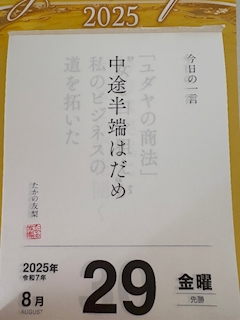 2025
今日の一言
中途半端はだめ
「ユダヤの商法」
私のビジネスの
道を拓いた
たかの友梨
2025年
令和7年
8月
AUGUST
29
金曜
先勝